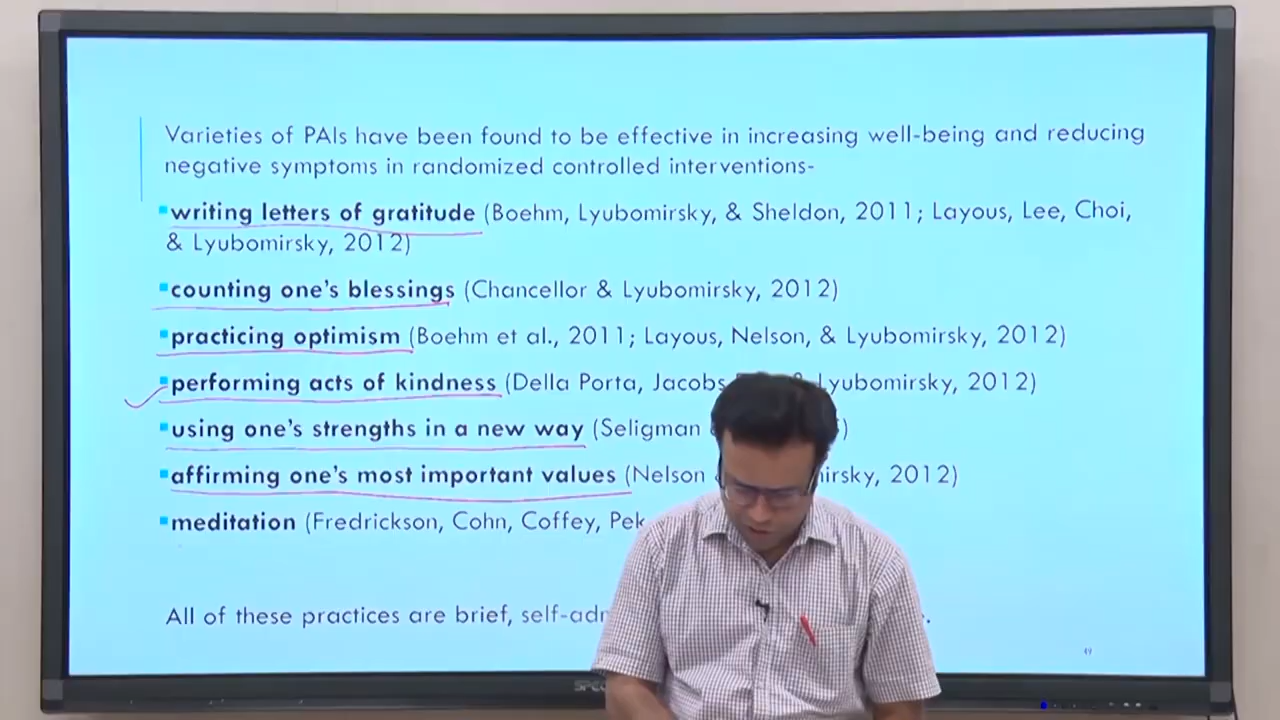 Varieties of PAIs have been found to be effective in increasing well-being and reducing
negative symptoms in randomized controlled interventions-
writing letters of gratitude (Boehm, Lyubomirsky, & Sheldon, 2011; Layous, Lee, Choi,
& Lyubomirsky, 2012)
counting one's blessings (Chancellor & Lyubomirsky, 2012)
practicing optimism (Boehm et al., 2011; Layous, Nelson, & Lyubomirsky, 2012)
performing acts of kindness (Della Porta, Jacobs Lyubomirsky, 2012)
using one's strengths in a new way (Seligman
affirming one's most important values (Nelson 2012)
meditation (Fredrickson, Cohn, Coffey,
All of these practices are brief,
49